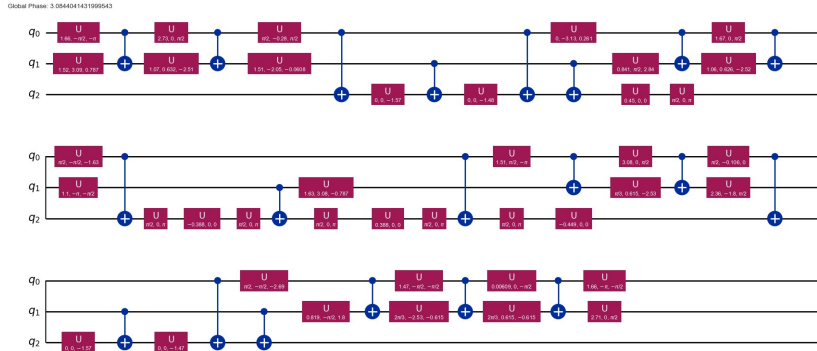 Global Phase: 3.0844041431999543
q₀ U 1.66, −π/2, −π U 2.73, 0, π/2 U π/2, −0.28, π/2 U 0, −3.13, 0.261 U 1.67, 0, π/2
q₁ U 1.52, 3.09, 0.787 U 1.07, 0.632, −2.51 U 1.51, −2.05, −0.0608 U 0.841, π/2, 2.84 U 1.06, 0.626, −2.52
q₂ U 0, 0, −1.57 U 0, 0, −1.48 U 0.45, 0, 0 U π/2, 0, π
q₀ U π/2, −π/2, −1.63 U 1.51, π/2, −π U 3.08, 0, π/2 U π/2, −0.106, 0
q₁ U 1.1, −π, −π/2 U 1.63, 3.08, −0.787 U π/3, 0.615, −2.53 U 2.36, −1.8, π/2
q₂ U π/2, 0, π U −0.388, 0, 0 U π/2, 0, π U π/2, 0, π U 0.388, 0, 0 U π/2, 0, π U π/2, 0, π U −0.449, 0, 0
q₀ U π/2, −π/2, −2.69 U 1.47, −π/2, −π/2 U 0.00609, 0, −π/2 U 1.66, −π, −π/2
q₁ U 0.819, −π/2, 1.8 U 2π/3, −2.53, −0.615 U 2π/3, 0.615, −0.615 U 2.71, 0, π/2
q₂ U 0, 0, −1.57 U 0, 0, −1.47